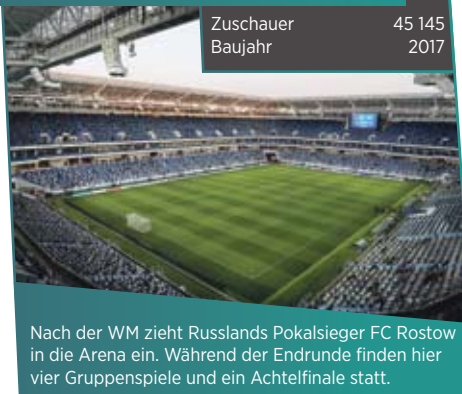 Zuschauer 45 145
Baujahr 2017
Nach der WM zieht Russlands Pokalsieger FC Rostow
in die Arena ein. Während der Endrunde finden hier
vier Gruppenspiele und ein Achtelfinale statt.